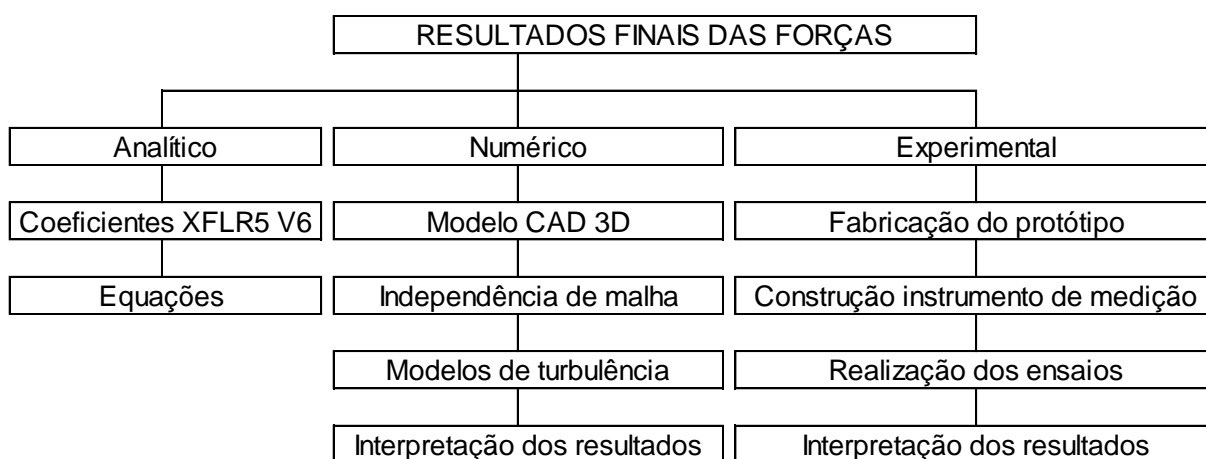 RESULTADOS FINAIS DAS FORÇAS
Analítico
Numérico
Experimental
Coeficientes XFLR5 V6
Modelo CAD 3D
Fabricação do protótipo
Equações
Independência de malha
Construção instrumento de medição
Modelos de turbulência
Realização dos ensaios
Interpretação dos resultados
Interpretação dos resultados